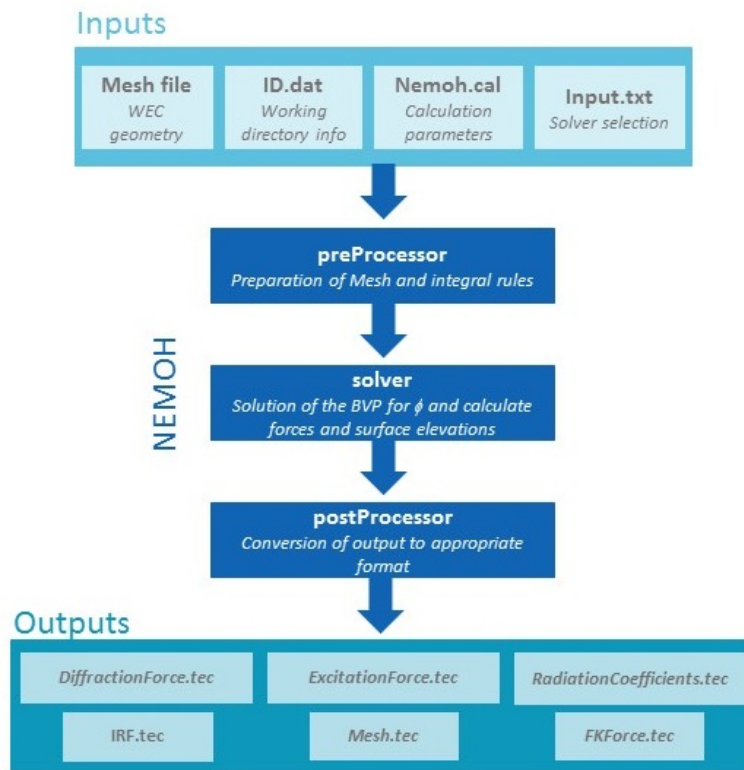 Inputs
Mesh file
WEC
geometry
ID.dat
Working
directory info
Nemoh.cal
Calculation
parameters
Input.txt
Solver selection
preProcessor
Preparation of Mesh and integral rules
NEMOH
solver
Solution of the BVP for ϕ and calculate
forces and surface elevations
postProcessor
Conversion of output to appropriate
format
Outputs
DiffractionForce.tec
ExcitationForce.tec
RadiationCoefficients.tec
IRF.tec
Mesh.tec
FKForce.tec